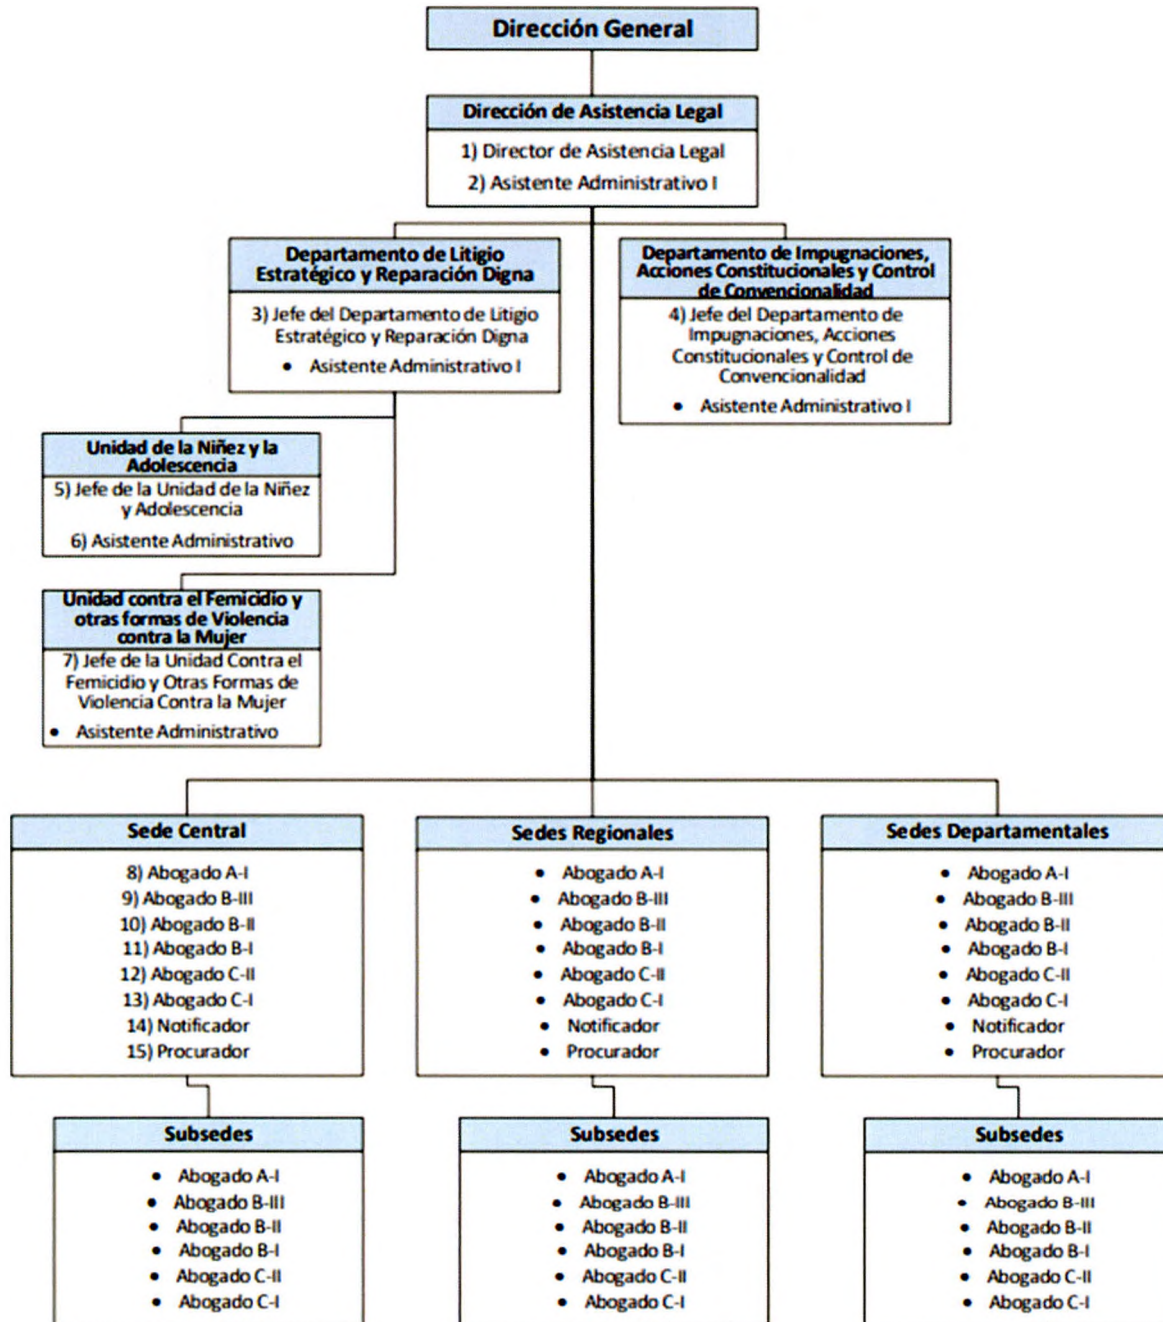 Dirección General
Dirección de Asistencia Legal
1) Director de Asistencia Legal
2) Asistente Administrativo I
Departamento de Litigio
Estratégico y Reparación Digna
3) Jefe del Departamento de Litigio
Estratégico y Reparación Digna
• Asistente Administrativo I
Departamento de Impugnaciones,
Acciones Constitucionales y Control
de Convencionalidad
4) Jefe del Departamento de
Impugnaciones, Acciones
Constitucionales y Control de
Convencionalidad
• Asistente Administrativo I
Unidad de la Niñez y la
Adolescencia
5) Jefe de la Unidad de la Niñez
y Adolescencia
6) Asistente Administrativo
Unidad contra el Femicidio y
otras formas de Violencia
contra la Mujer
7) Jefe de la Unidad Contra el
Femicidio y Otras Formas de
Violencia Contra la Mujer
• Asistente Administrativo
Sede Central
8) Abogado A-I
9) Abogado B-III
10) Abogado B-II
11) Abogado B-I
12) Abogado C-II
13) Abogado C-I
14) Notificador
15) Procurador
Sedes Regionales
• Abogado A-I
• Abogado B-III
• Abogado B-II
• Abogado B-I
• Abogado C-II
• Abogado C-I
• Notificador
• Procurador
Sedes Departamentales
• Abogado A-I
• Abogado B-III
• Abogado B-II
• Abogado B-I
• Abogado C-II
• Abogado C-I
• Notificador
• Procurador
Subsedes
• Abogado A-I
• Abogado B-III
• Abogado B-II
• Abogado B-I
• Abogado C-II
• Abogado C-I
Subsedes
• Abogado A-I
• Abogado B-III
• Abogado B-II
• Abogado B-I
• Abogado C-II
• Abogado C-I
Subsedes
• Abogado A-I
• Abogado B-III
• Abogado B-II
• Abogado B-I
• Abogado C-II
• Abogado C-I